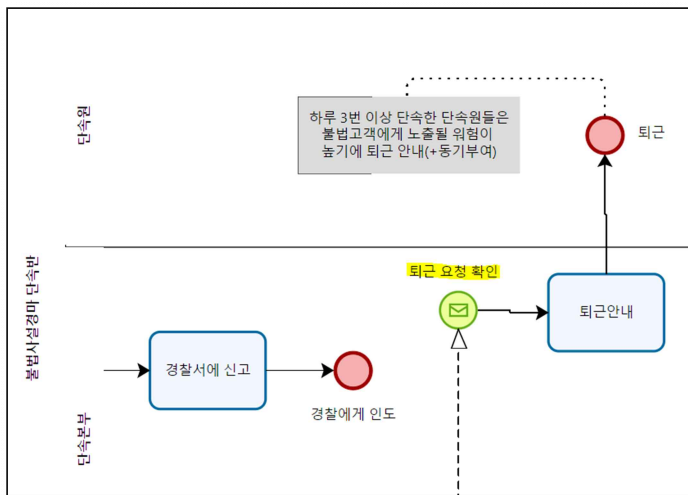 단속원
하루 3번 이상 단속한 단속원들은
불법고객에게 노출될 워험이
높기에 퇴근 안내(+동기부여)
퇴근
불법사설경마 단속반
퇴근 요청 확인
퇴근안내
경찰서에 신고
경찰에게 인도
단속본부